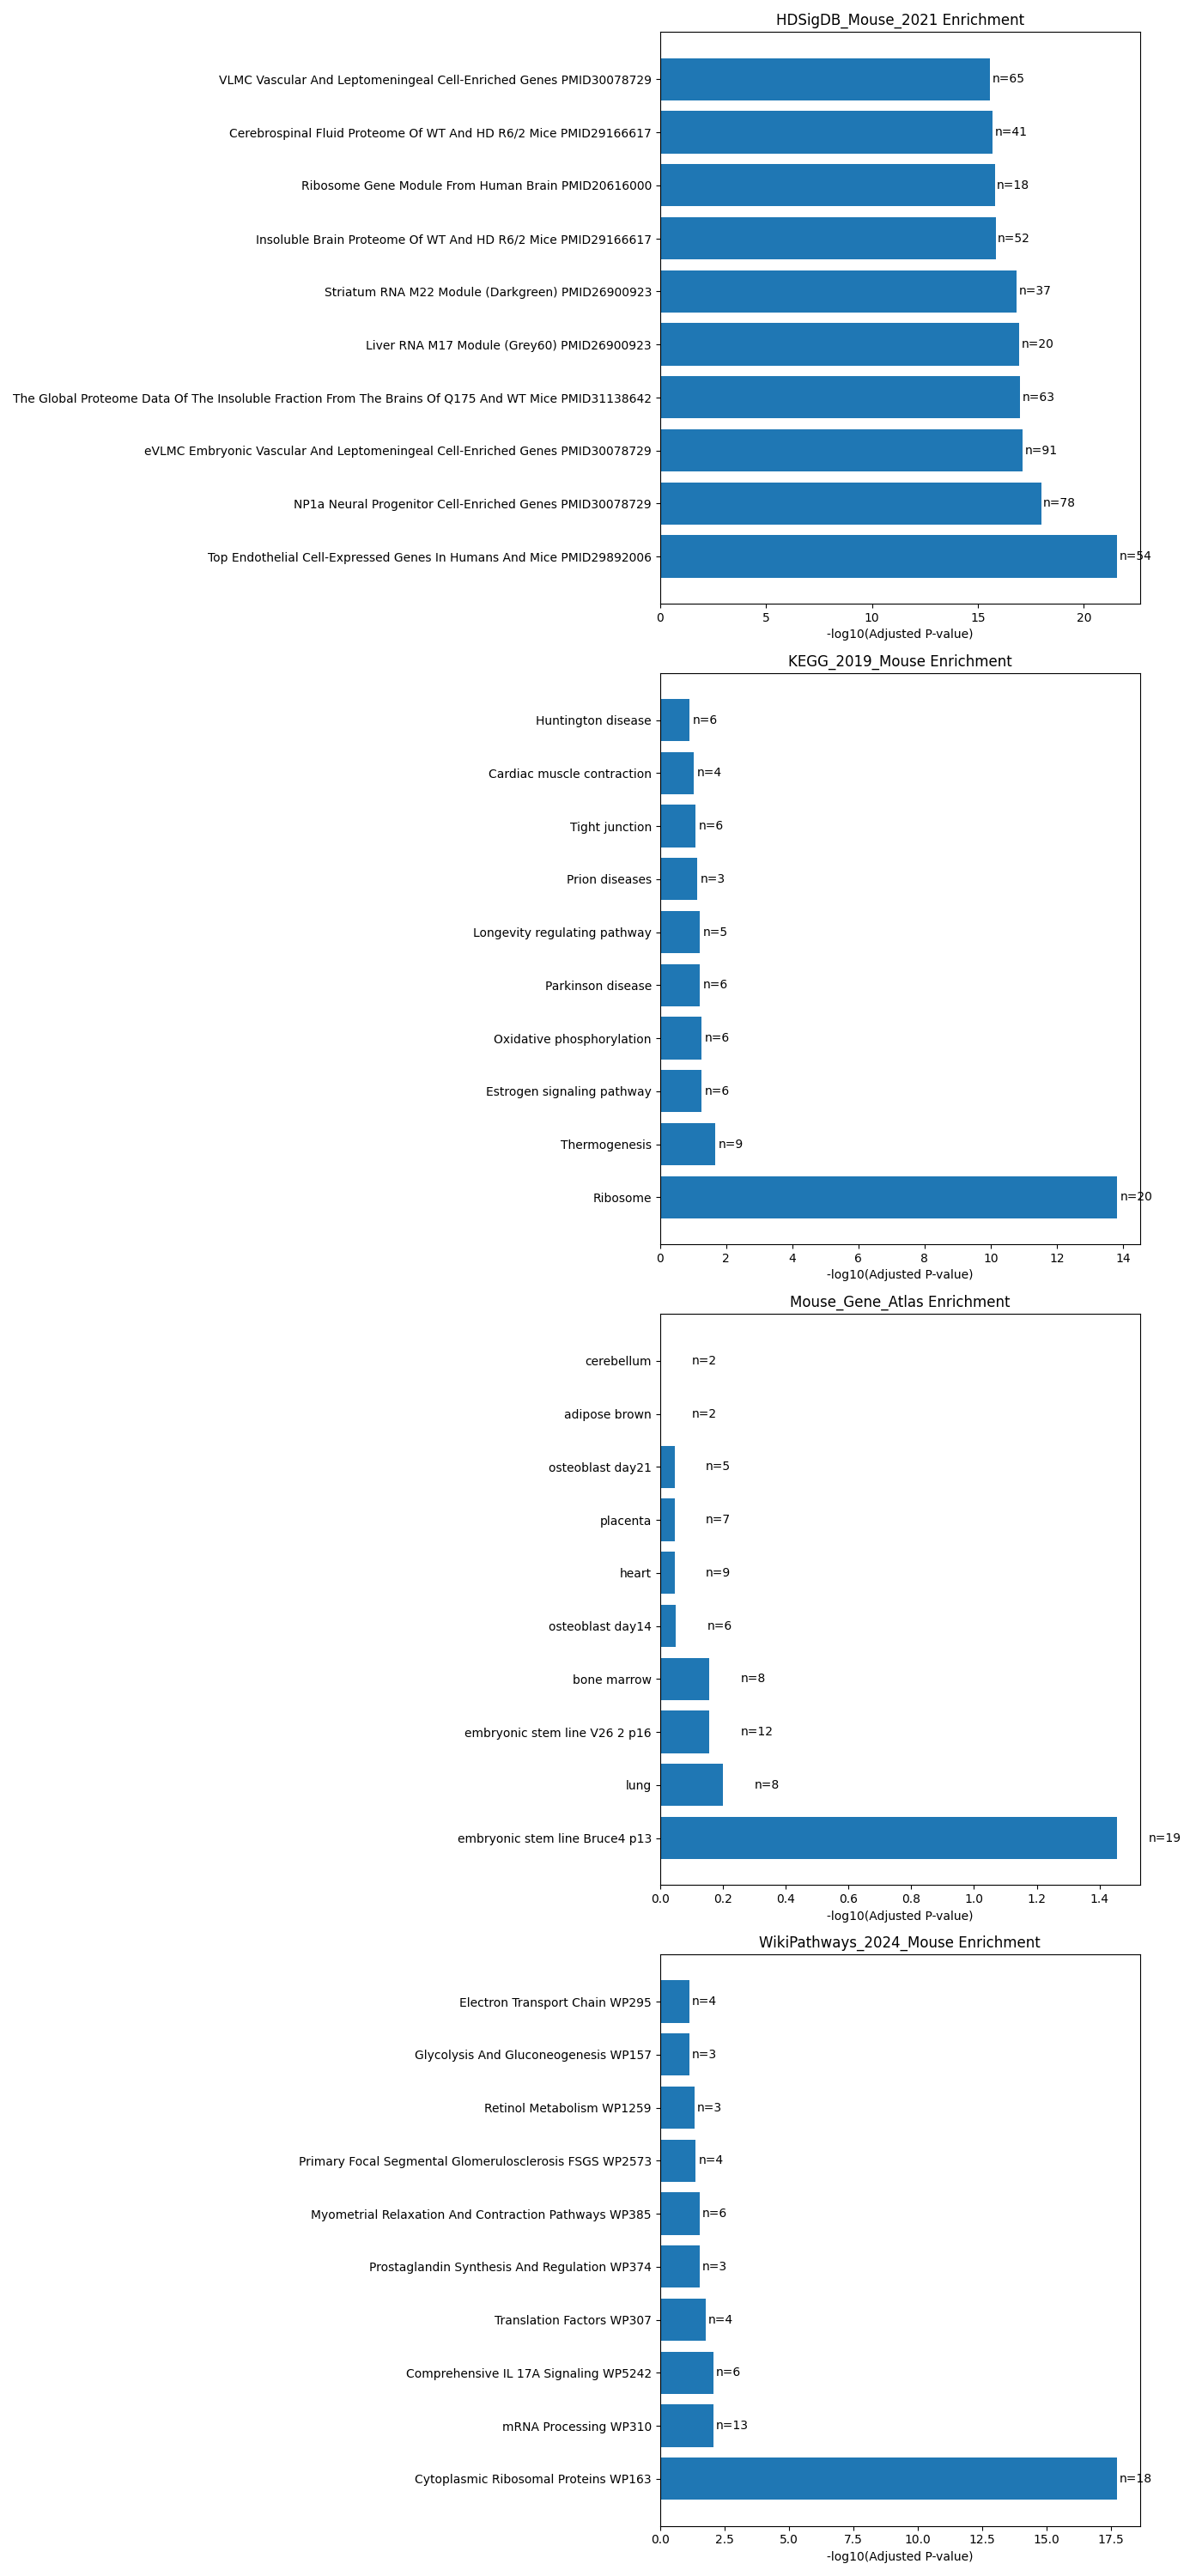 HDSigDB_Mouse_2021 Enrichment
VLMC Vascular And Leptomeningeal Cell-Enriched Genes PMID30078729 n=65
Cerebrospinal Fluid Proteome Of WT And HD R6/2 Mice PMID29166617 n=41
Ribosome Gene Module From Human Brain PMID20616000 n=18
Insoluble Brain Proteome Of WT And HD R6/2 Mice PMID29166617 n=52
Striatum RNA M22 Module (Darkgreen) PMID26900923 n=37
Liver RNA M17 Module (Grey60) PMID26900923 n=20
The Global Proteome Data Of The Insoluble Fraction From The Brains Of Q175 And WT Mice PMID31138642 n=63
eVLMC Embryonic Vascular And Leptomeningeal Cell-Enriched Genes PMID30078729 n=91
NP1a Neural Progenitor Cell-Enriched Genes PMID30078729 n=78
Top Endothelial Cell-Expressed Genes In Humans And Mice PMID29892006 n=54
0 5 10 15 20
-log10(Adjusted P-value)
KEGG_2019_Mouse Enrichment
Huntington disease n=6
Cardiac muscle contraction n=4
Tight junction n=6
Prion diseases n=3
Longevity regulating pathway n=5
Parkinson disease n=6
Oxidative phosphorylation n=6
Estrogen signaling pathway n=6
Thermogenesis n=9
Ribosome n=20
0 2 4 6 8 10 12 14
-log10(Adjusted P-value)
Mouse_Gene_Atlas Enrichment
cerebellum n=2
adipose brown n=2
osteoblast day21 n=5
placenta n=7
heart n=9
osteoblast day14 n=6
bone marrow n=8
embryonic stem line V26 2 p16 n=12
lung n=8
embryonic stem line Bruce4 p13 n=19
0.0 0.2 0.4 0.6 0.8 1.0 1.2 1.4
-log10(Adjusted P-value)
WikiPathways_2024_Mouse Enrichment
Electron Transport Chain WP295 n=4
Glycolysis And Gluconeogenesis WP157 n=3
Retinol Metabolism WP1259 n=3
Primary Focal Segmental Glomerulosclerosis FSGS WP2573 n=4
Myometrial Relaxation And Contraction Pathways WP385 n=6
Prostaglandin Synthesis And Regulation WP374 n=3
Translation Factors WP307 n=4
Comprehensive IL 17A Signaling WP5242 n=6
mRNA Processing WP310 n=13
Cytoplasmic Ribosomal Proteins WP163 n=18
0.0 2.5 5.0 7.5 10.0 12.5 15.0 17.5
-log10(Adjusted P-value)